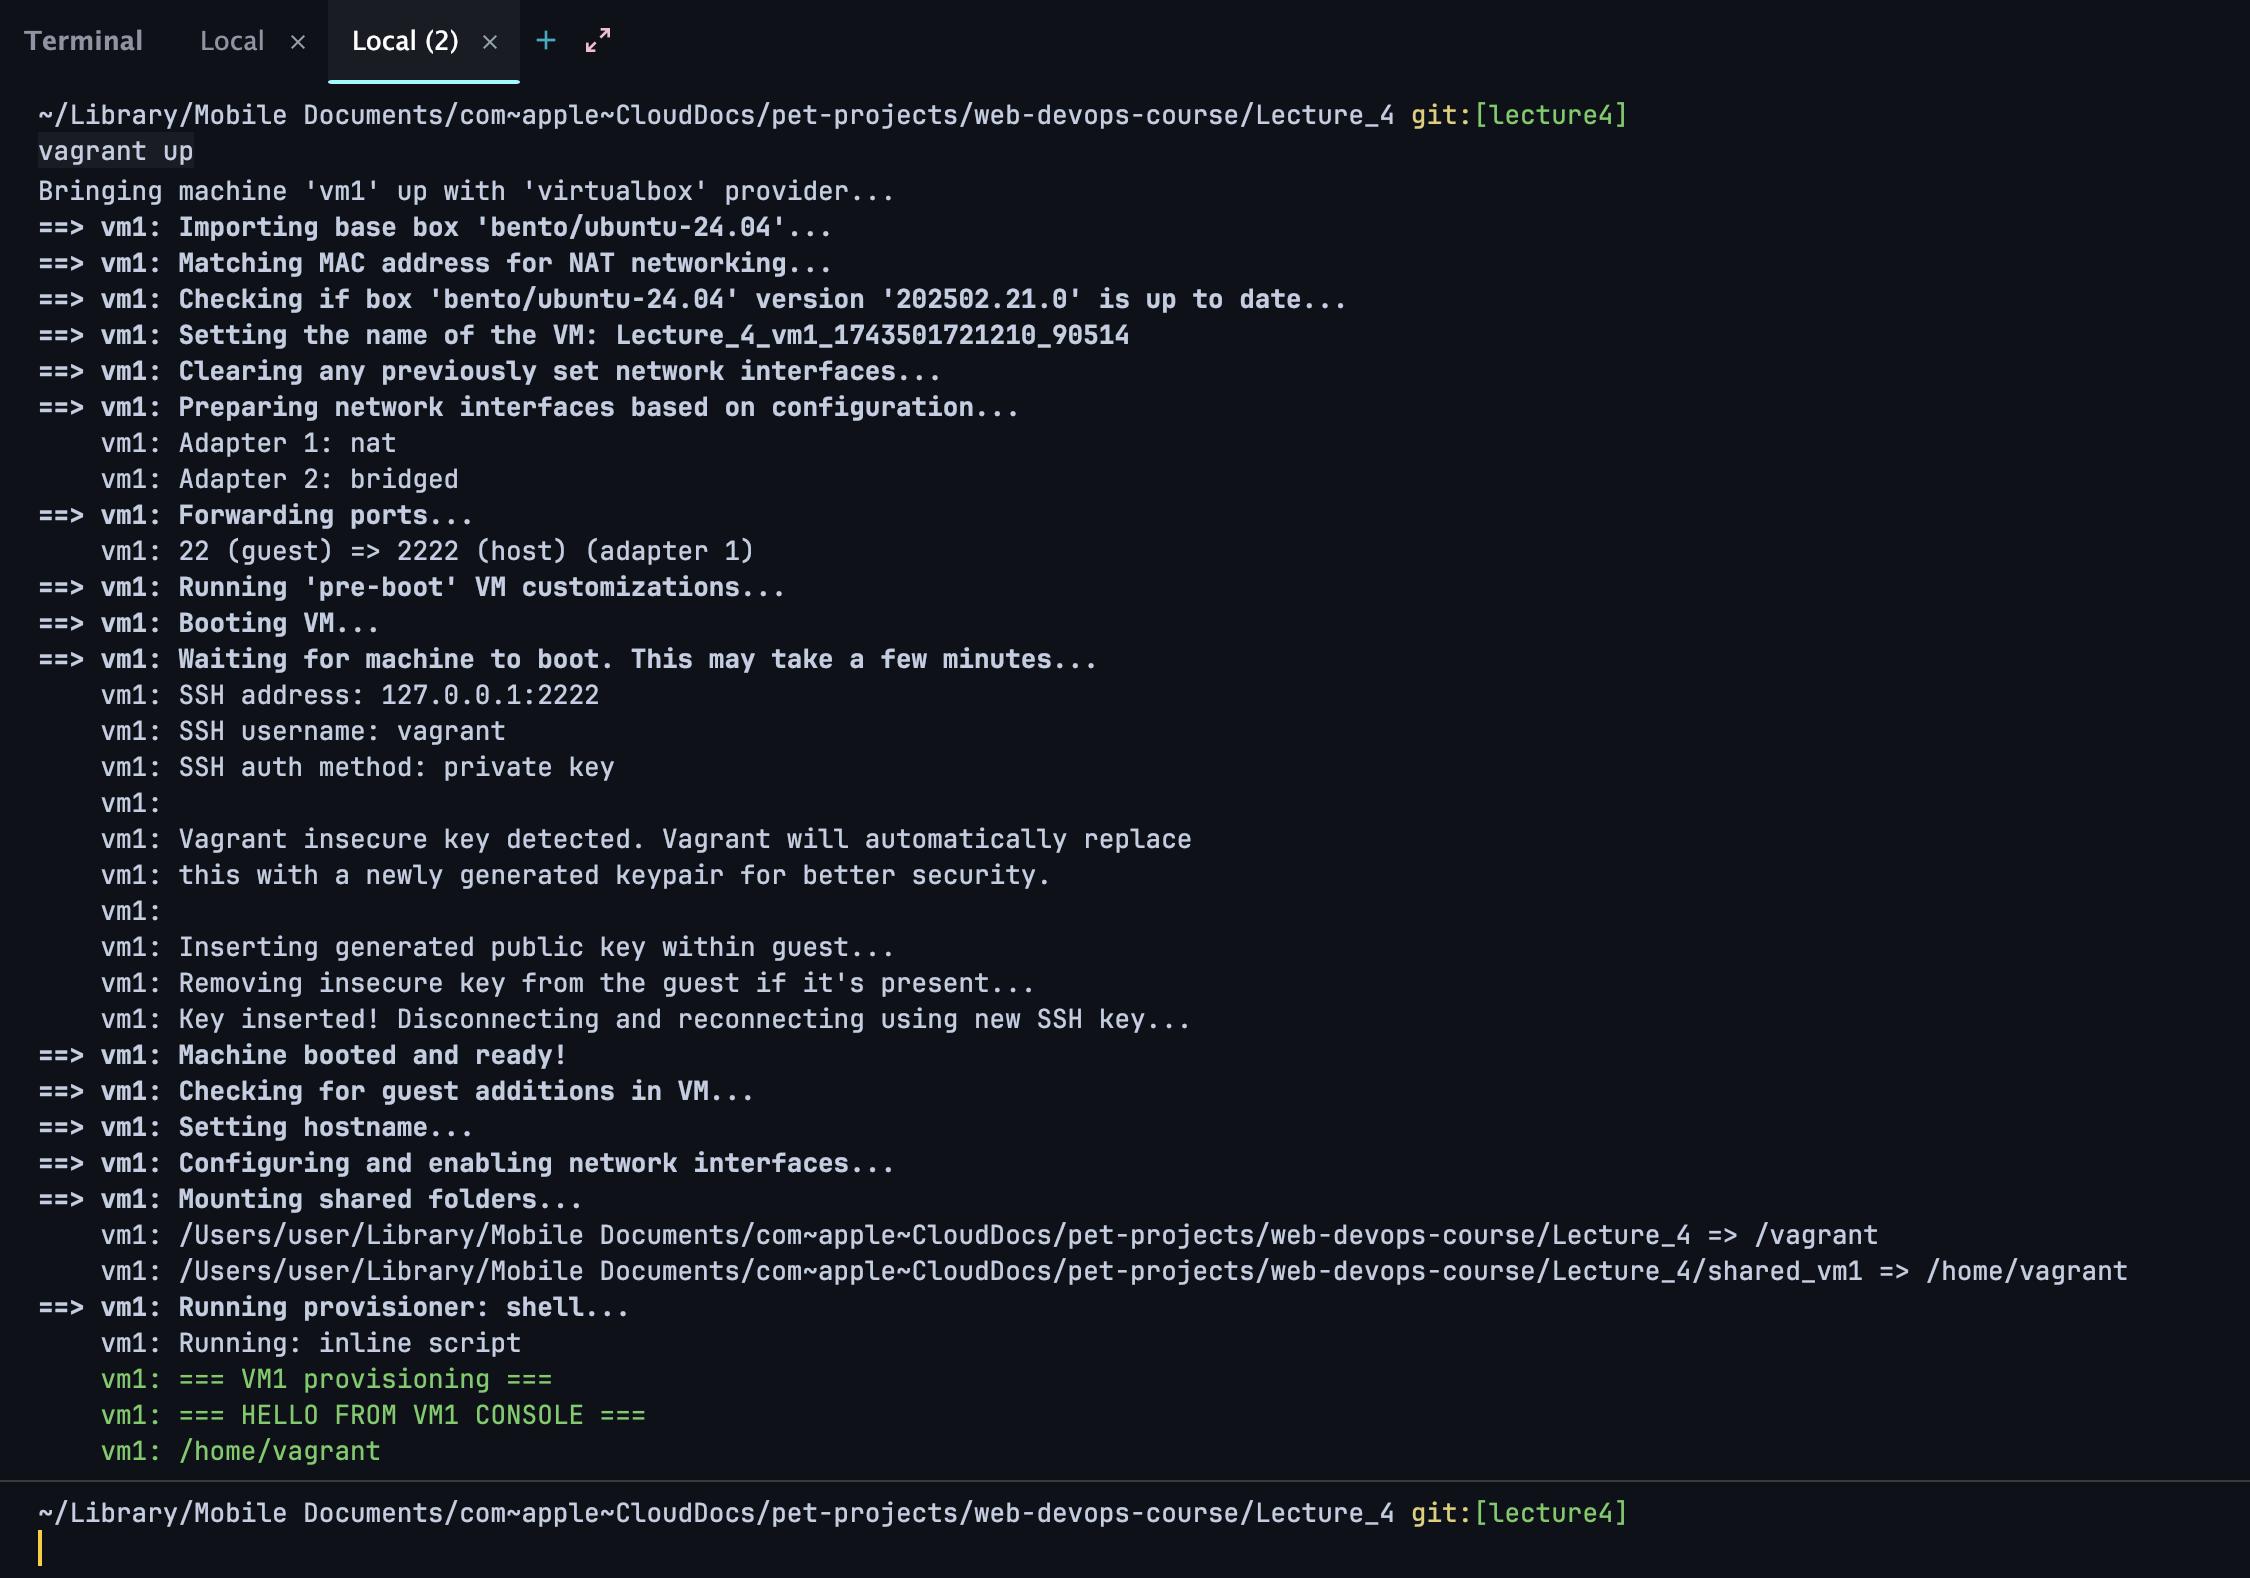 Terminal Local × Local (2) × +
~/Library/Mobile Documents/com~apple~CloudDocs/pet-projects/web-devops-course/Lecture_4 git:[lecture4]
vagrant up
Bringing machine 'vm1' up with 'virtualbox' provider...
==> vm1: Importing base box 'bento/ubuntu-24.04'...
==> vm1: Matching MAC address for NAT networking...
==> vm1: Checking if box 'bento/ubuntu-24.04' version '202502.21.0' is up to date...
==> vm1: Setting the name of the VM: Lecture_4_vm1_1743501721210_90514
==> vm1: Clearing any previously set network interfaces...
==> vm1: Preparing network interfaces based on configuration...
    vm1: Adapter 1: nat
    vm1: Adapter 2: bridged
==> vm1: Forwarding ports...
    vm1: 22 (guest) => 2222 (host) (adapter 1)
==> vm1: Running 'pre-boot' VM customizations...
==> vm1: Booting VM...
==> vm1: Waiting for machine to boot. This may take a few minutes...
    vm1: SSH address: 127.0.0.1:2222
    vm1: SSH username: vagrant
    vm1: SSH auth method: private key
    vm1:
    vm1: Vagrant insecure key detected. Vagrant will automatically replace
    vm1: this with a newly generated keypair for better security.
    vm1:
    vm1: Inserting generated public key within guest...
    vm1: Removing insecure key from the guest if it's present...
    vm1: Key inserted! Disconnecting and reconnecting using new SSH key...
==> vm1: Machine booted and ready!
==> vm1: Checking for guest additions in VM...
==> vm1: Setting hostname...
==> vm1: Configuring and enabling network interfaces...
==> vm1: Mounting shared folders...
    vm1: /Users/user/Library/Mobile Documents/com~apple~CloudDocs/pet-projects/web-devops-course/Lecture_4 => /vagrant
    vm1: /Users/user/Library/Mobile Documents/com~apple~CloudDocs/pet-projects/web-devops-course/Lecture_4/shared_vm1 => /home/vagrant
==> vm1: Running provisioner: shell...
    vm1: Running: inline script
    vm1: === VM1 provisioning ===
    vm1: === HELLO FROM VM1 CONSOLE ===
    vm1: /home/vagrant
~/Library/Mobile Documents/com~apple~CloudDocs/pet-projects/web-devops-course/Lecture_4 git:[lecture4]